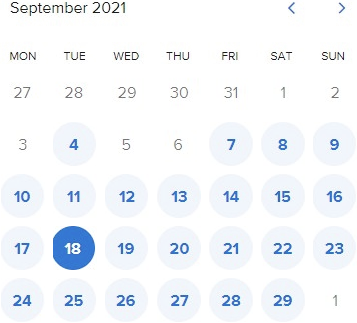 September 2021
MON TUE WED THU FRI SAT SUN
27 28 29 30 31 1 2
3 4 5 6 7 8 9
10 11 12 13 14 15 16
17 18 19 20 21 22 23
24 25 26 27 28 29 1